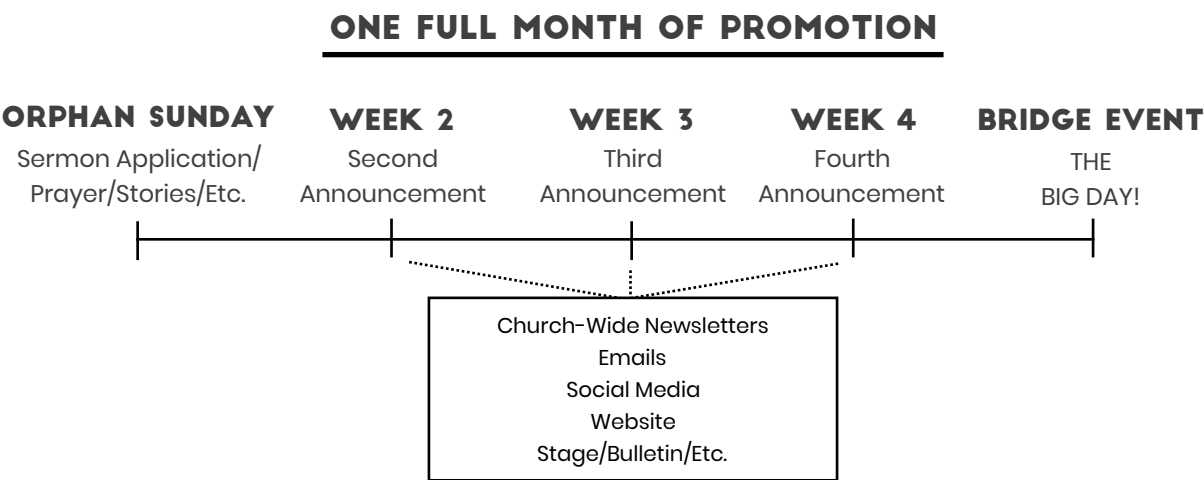 ONE FULL MONTH OF PROMOTION
ORPHAN SUNDAY
Sermon Application/
Prayer/Stories/Etc.
WEEK 2
Second
Announcement
WEEK 3
Third
Announcement
WEEK 4
Fourth
Announcement
BRIDGE EVENT
THE
BIG DAY!
Church-Wide Newsletters
Emails
Social Media
Website
Stage/Bulletin/Etc.